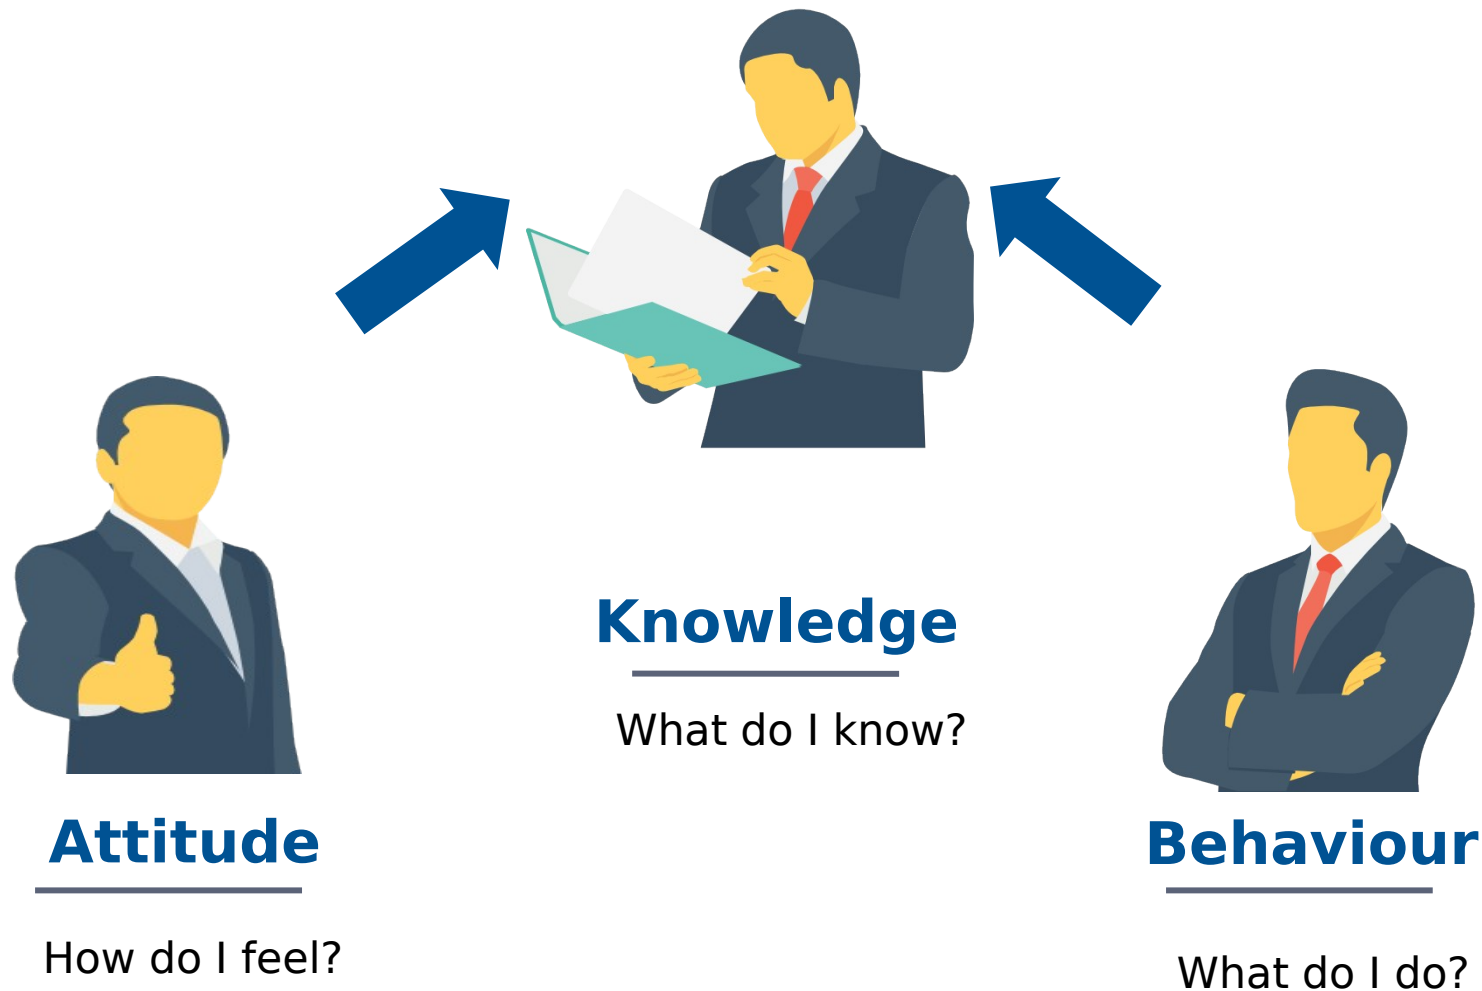 Knowledge
What do I know?
Attitude
How do I feel?
Behaviour
What do I do?